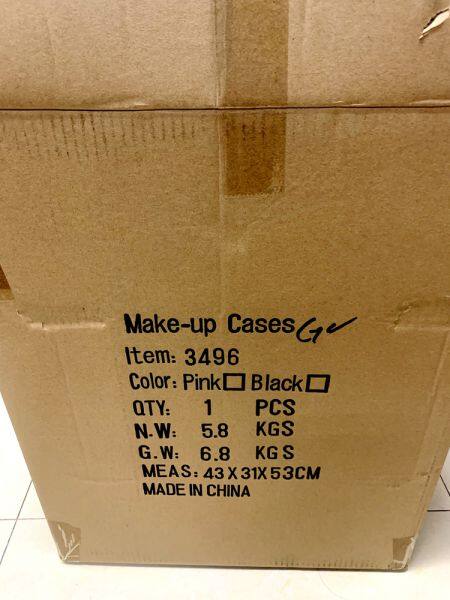 Make-up Cases G✓
Item: 3496
Color: Pink☐ Black☐
QTY: 1 PCS
N.W: 5.8 KGS
G.W: 6.8 KGS
MEAS: 43X31X53CM
MADE IN CHINA